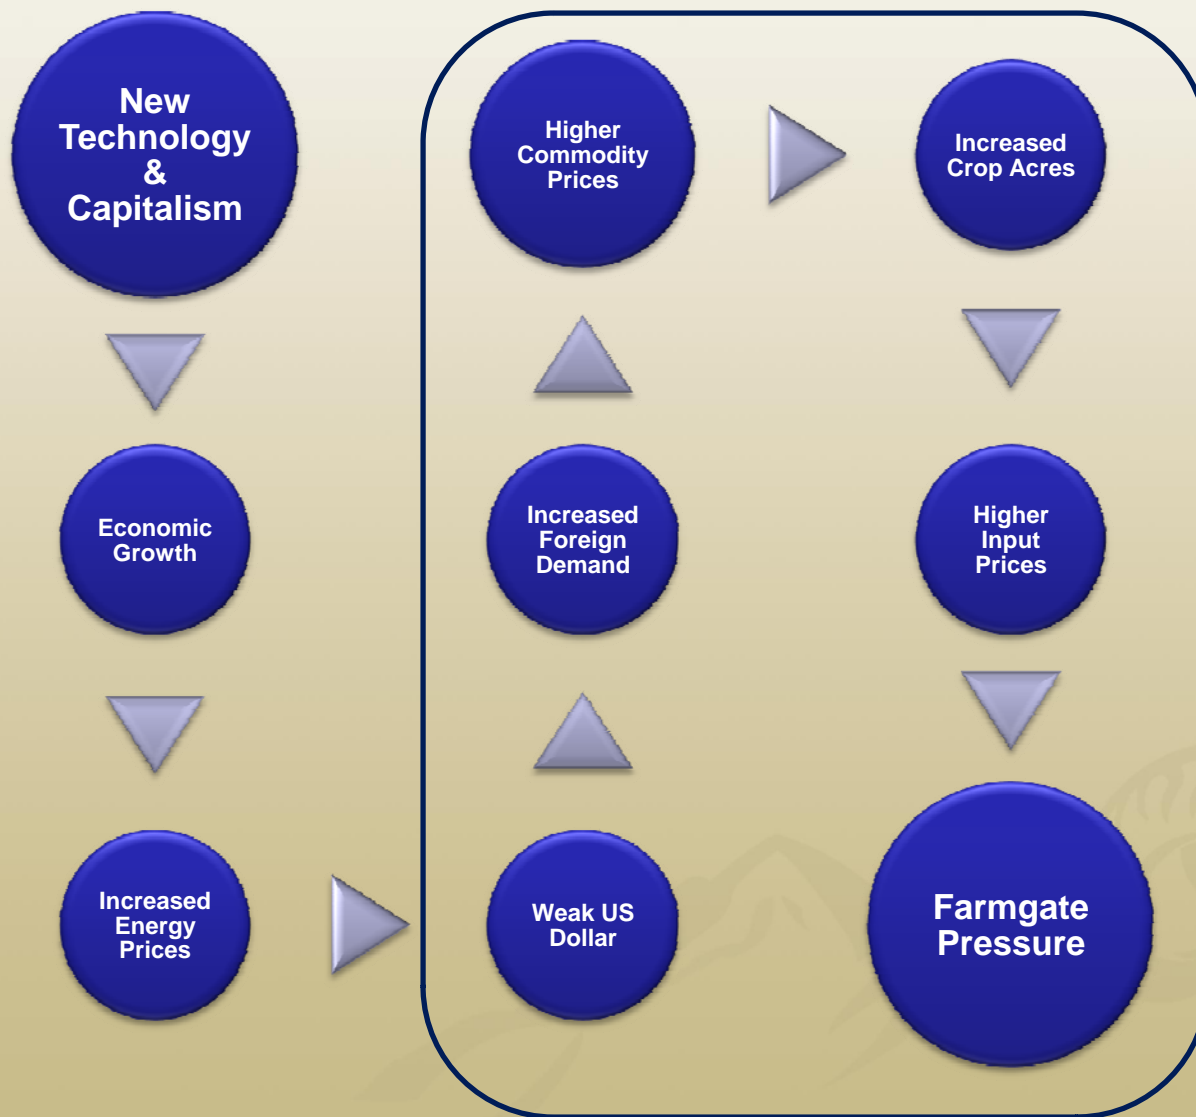 New
Technology
&
Capitalism
Economic
Growth
Increased
Energy
Prices
Weak US
Dollar
Increased
Foreign
Demand
Higher
Commodity
Prices
Increased
Crop Acres
Higher
Input
Prices
Farmgate
Pressure